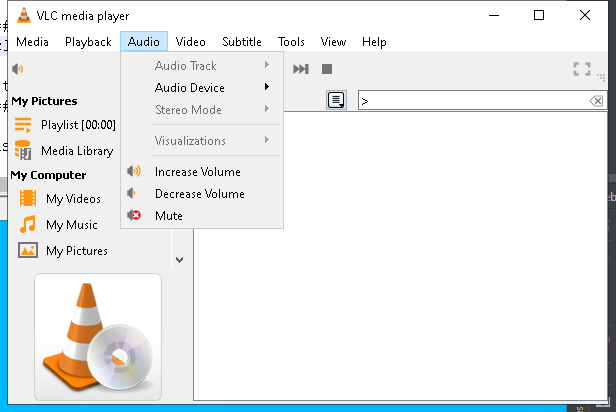 VLC media player
Media Playback Audio Video Subtitle Tools View Help
Audio Track
Audio Device
Stereo Mode
Visualizations
Increase Volume
Decrease Volume
Mute
>
My Pictures
Playlist [00:00]
Media Library
My Computer
My Videos
My Music
My Pictures